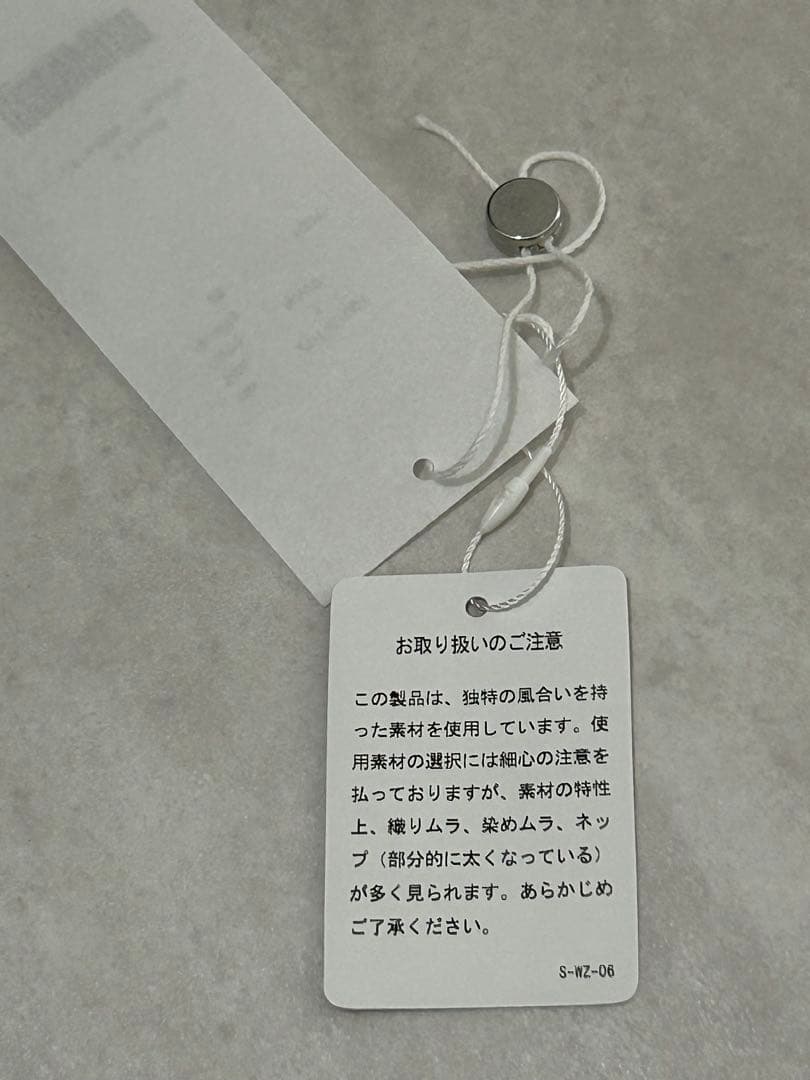 お取り扱いのご注意
この製品は、独特の風合いを持
った素材を使用しています。使
用素材の選択には細心の注意を
払っておりますが、素材の特性
上、織りムラ、染めムラ、ネッ
プ（部分的に太くなっている）
が多く見られます。あらかじめ
ご了承ください。
S-WZ-06